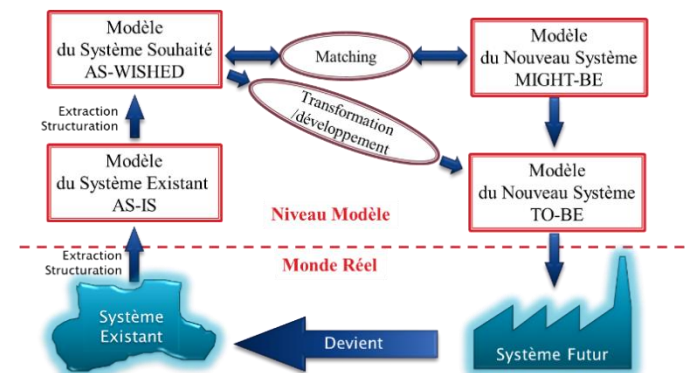 Modèle
du Système Souhaité
AS-WISHED
Matching
Modèle
du Nouveau Système
MIGHT-BE
Transformation
/développement
Extraction
Structuration
Modèle
du Système Existant
AS-IS
Modèle
du Nouveau Système
TO-BE
Niveau Modèle
Monde Réel
Extraction
Structuration
Système
Existant
Devient
Système Futur